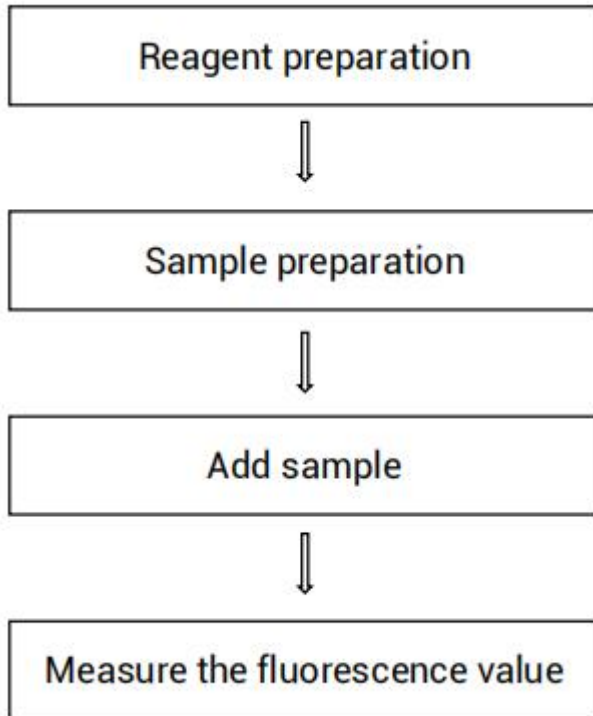 Reagent preparation
Sample preparation
Add sample
Measure the fluorescence value